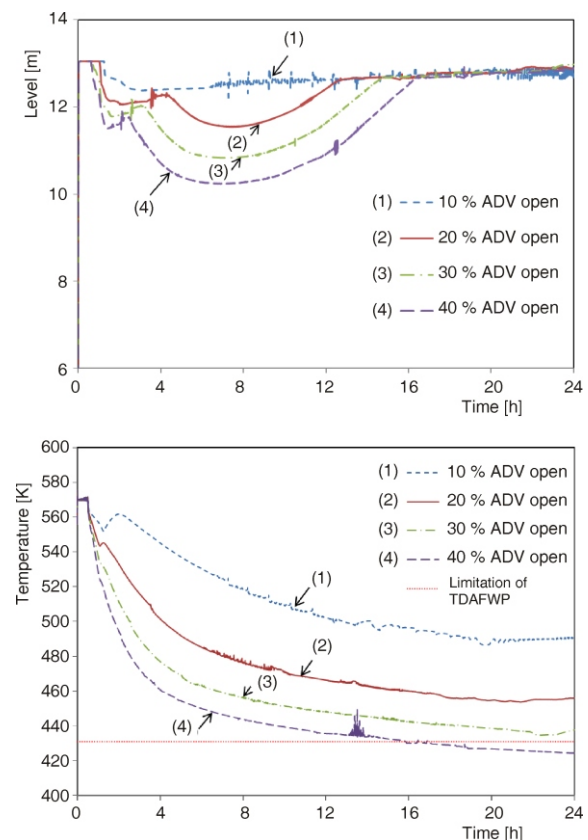 14
Level [m]
12
10
8
6
(1)
(2)
(3)
(4)
(1) 10 % ADV open
(2) 20 % ADV open
(3) 30 % ADV open
(4) 40 % ADV open
0 4 8 12 16 20 24
Time [h]
600
Temperature [K]
580
560
540
520
500
480
460
440
420
400
(1) 10 % ADV open
(2) 20 % ADV open
(3) 30 % ADV open
(4) 40 % ADV open
Limitation of
TDAFWP
(1)
(2)
(3)
(4)
0 4 8 12 16 20 24
Time [h]